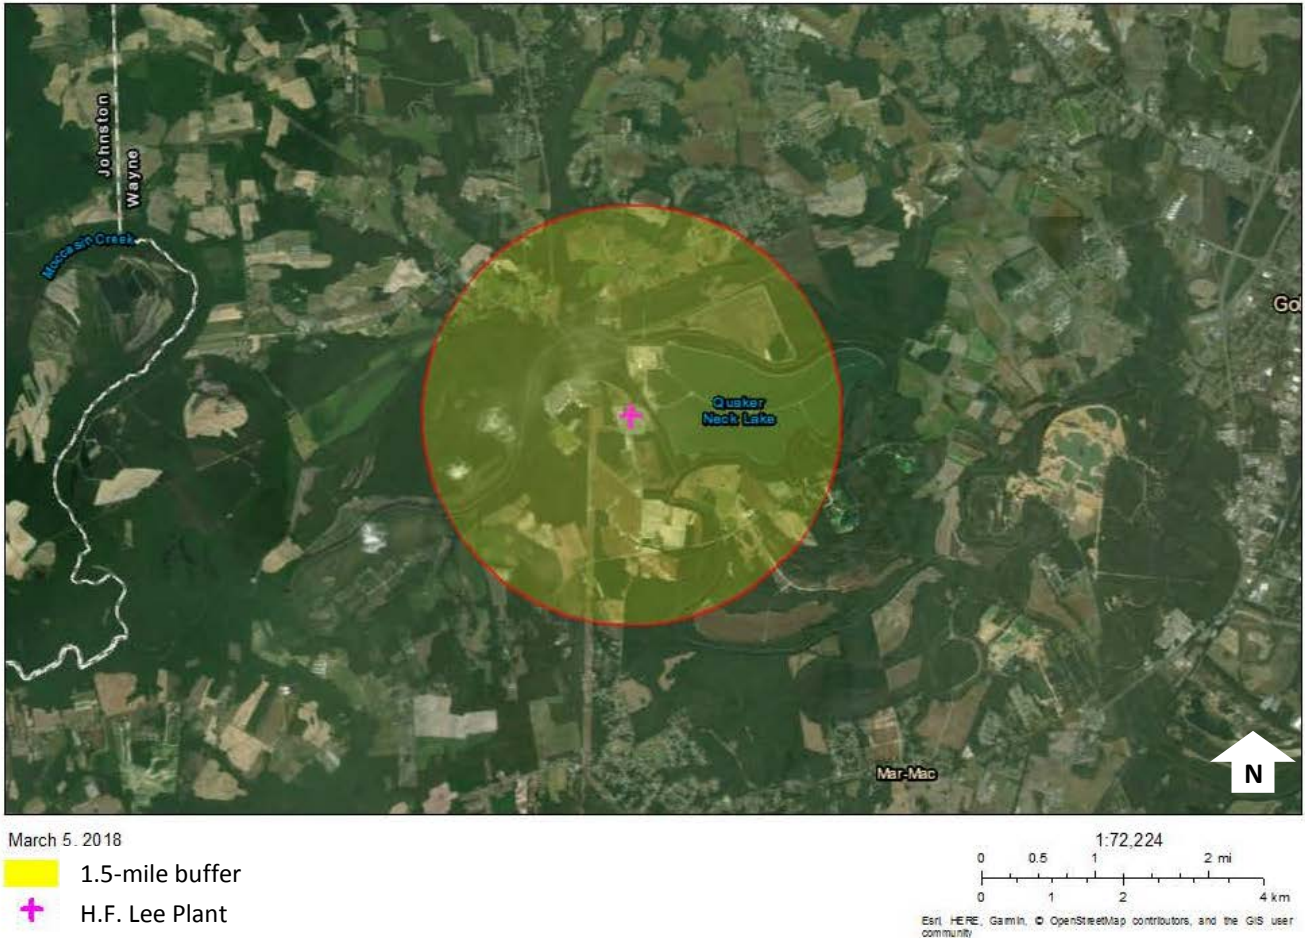 Johnston
Wayne
Moccasin Creek
Quaker
Neck Lake
Gol
Mar-Mac
N
March 5. 2018
1.5-mile buffer
H.F. Lee Plant
1:72,224
0 0.5 1 2 mi
0 1 2 4 km
Esri, HERE, Garmin, © OpenStreetMap contributors, and the GIS user
community